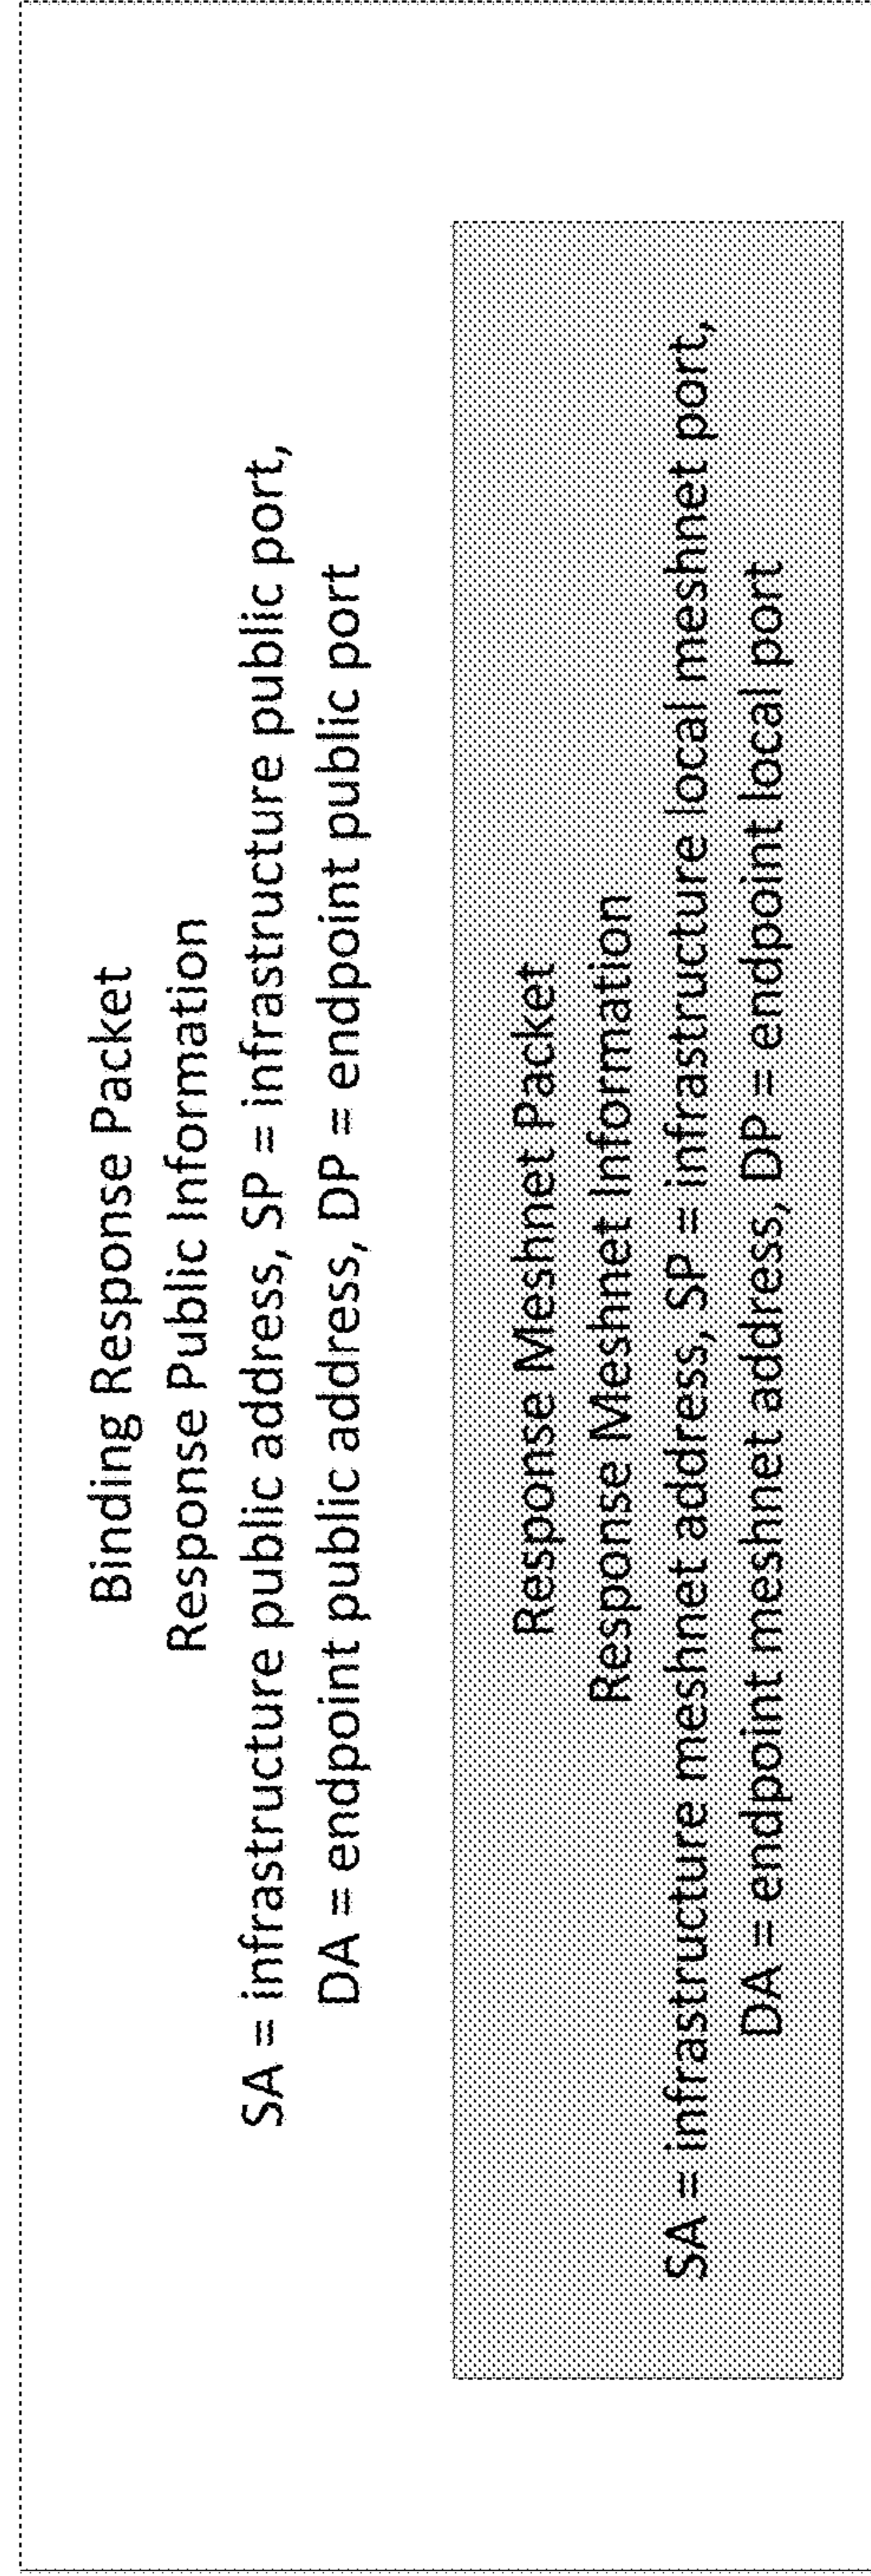 Binding Response Packet
Response Public Information
SA = infrastructure public address, SP = infrastructure public port,
DA = endpoint public address, DP = endpoint public port
Response Meshnet Packet
Response Meshnet Information
SA = infrastructure meshnet address, SP = infrastructure local meshnet port,
DA = endpoint meshnet address, DP = endpoint local port